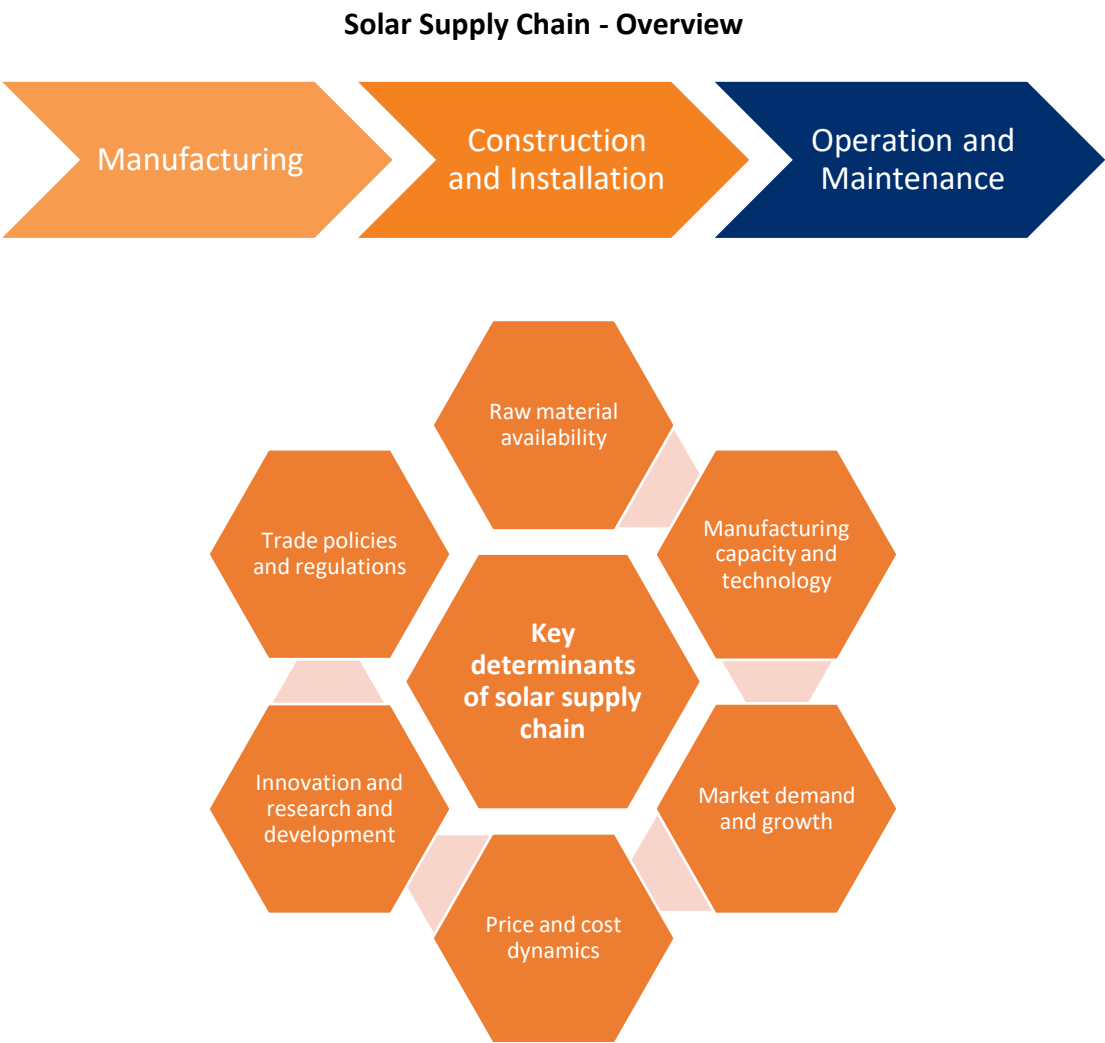 Solar Supply Chain - Overview
Manufacturing
Construction
and Installation
Operation and
Maintenance
Raw material
availability
Trade policies
and regulations
Manufacturing
capacity and
technology
Key
determinants
of solar supply
chain
Innovation and
research and
development
Market demand
and growth
Price and cost
dynamics